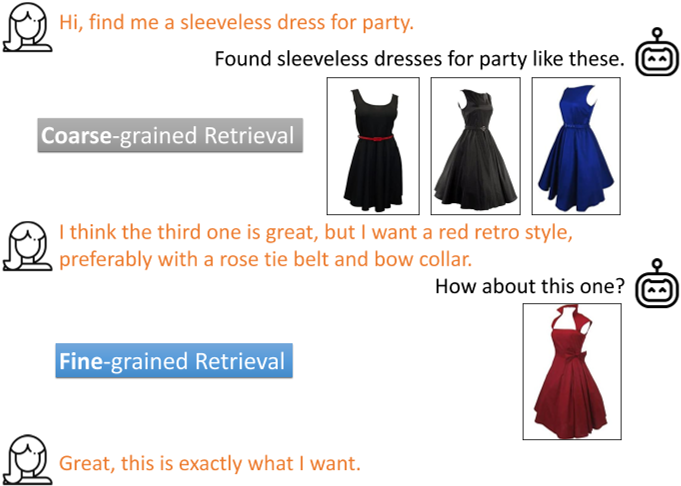 Hi, find me a sleeveless dress for party.
Found sleeveless dresses for party like these.
Coarse-grained Retrieval
I think the third one is great, but I want a red retro style,
preferably with a rose tie belt and bow collar.
How about this one?
Fine-grained Retrieval
Great, this is exactly what I want.